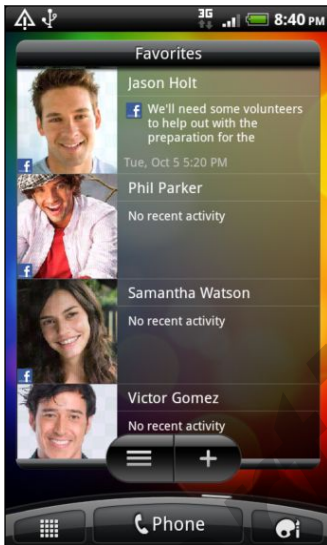 3G
8:40 PM
Favorites
Jason Holt
f We'll need some volunteers
to help out with the
preparation for the
Tue, Oct 5 5:20 PM
f
Phil Parker
No recent activity
f
Samantha Watson
No recent activity
f
Victor Gomez
No recent activity
Phone